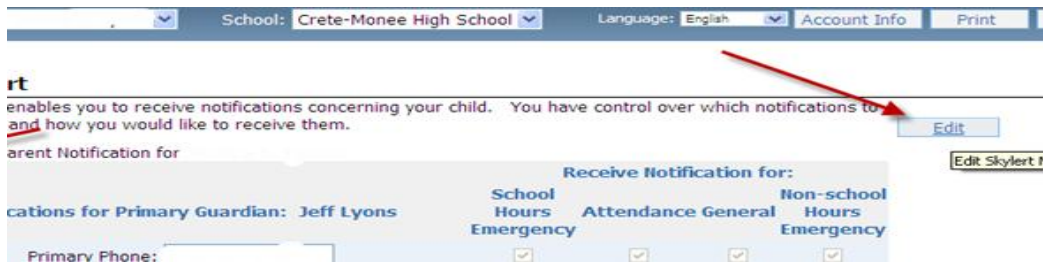 School: Crete-Monee High School Language: English Account Info Print
rt
enables you to receive notifications concerning your child. You have control over which notifications to
and how you would like to receive them.
Edit
arent Notification for
Edit Skylert
Receive Notification for:
cations for Primary Guardian: Jeff Lyons
School Hours Emergency
Attendance
General
Non-school Hours Emergency
Primary Phone: